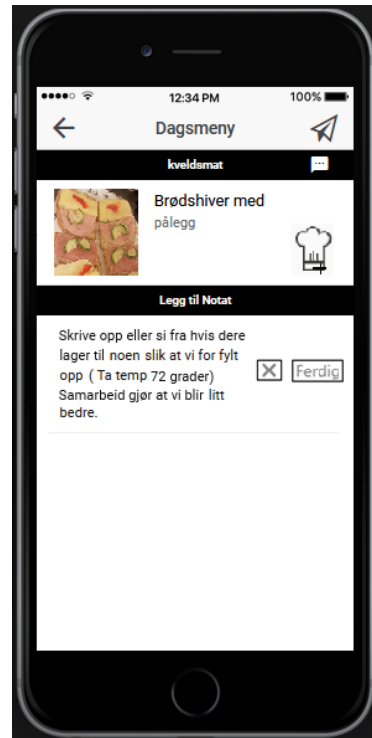 12:34 PM
100%
Dagsmeny
kveldsmat
Brødshiver med
pålegg
Legg til Notat
Skrive opp eller si fra hvis dere
lager til noen slik at vi for fylt
opp ( Ta temp 72 grader)
Samarbeid gjør at vi blir litt
bedre.
Ferdig